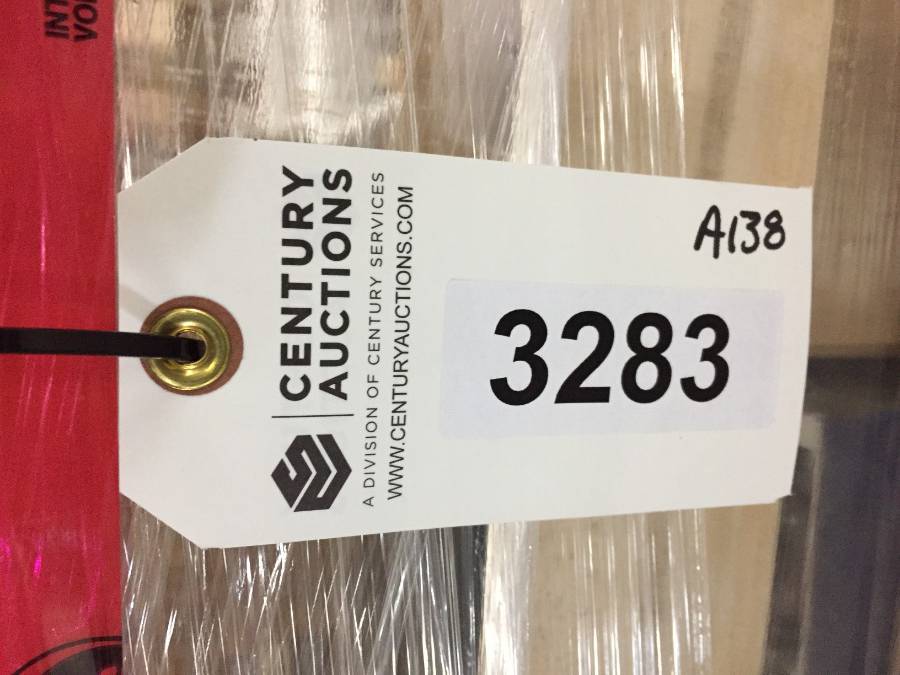 CENTURY
AUCTIONS
A DIVISION OF CENTURY SERVICES
WWW.CENTURYAUCTIONS.COM
A138
3283